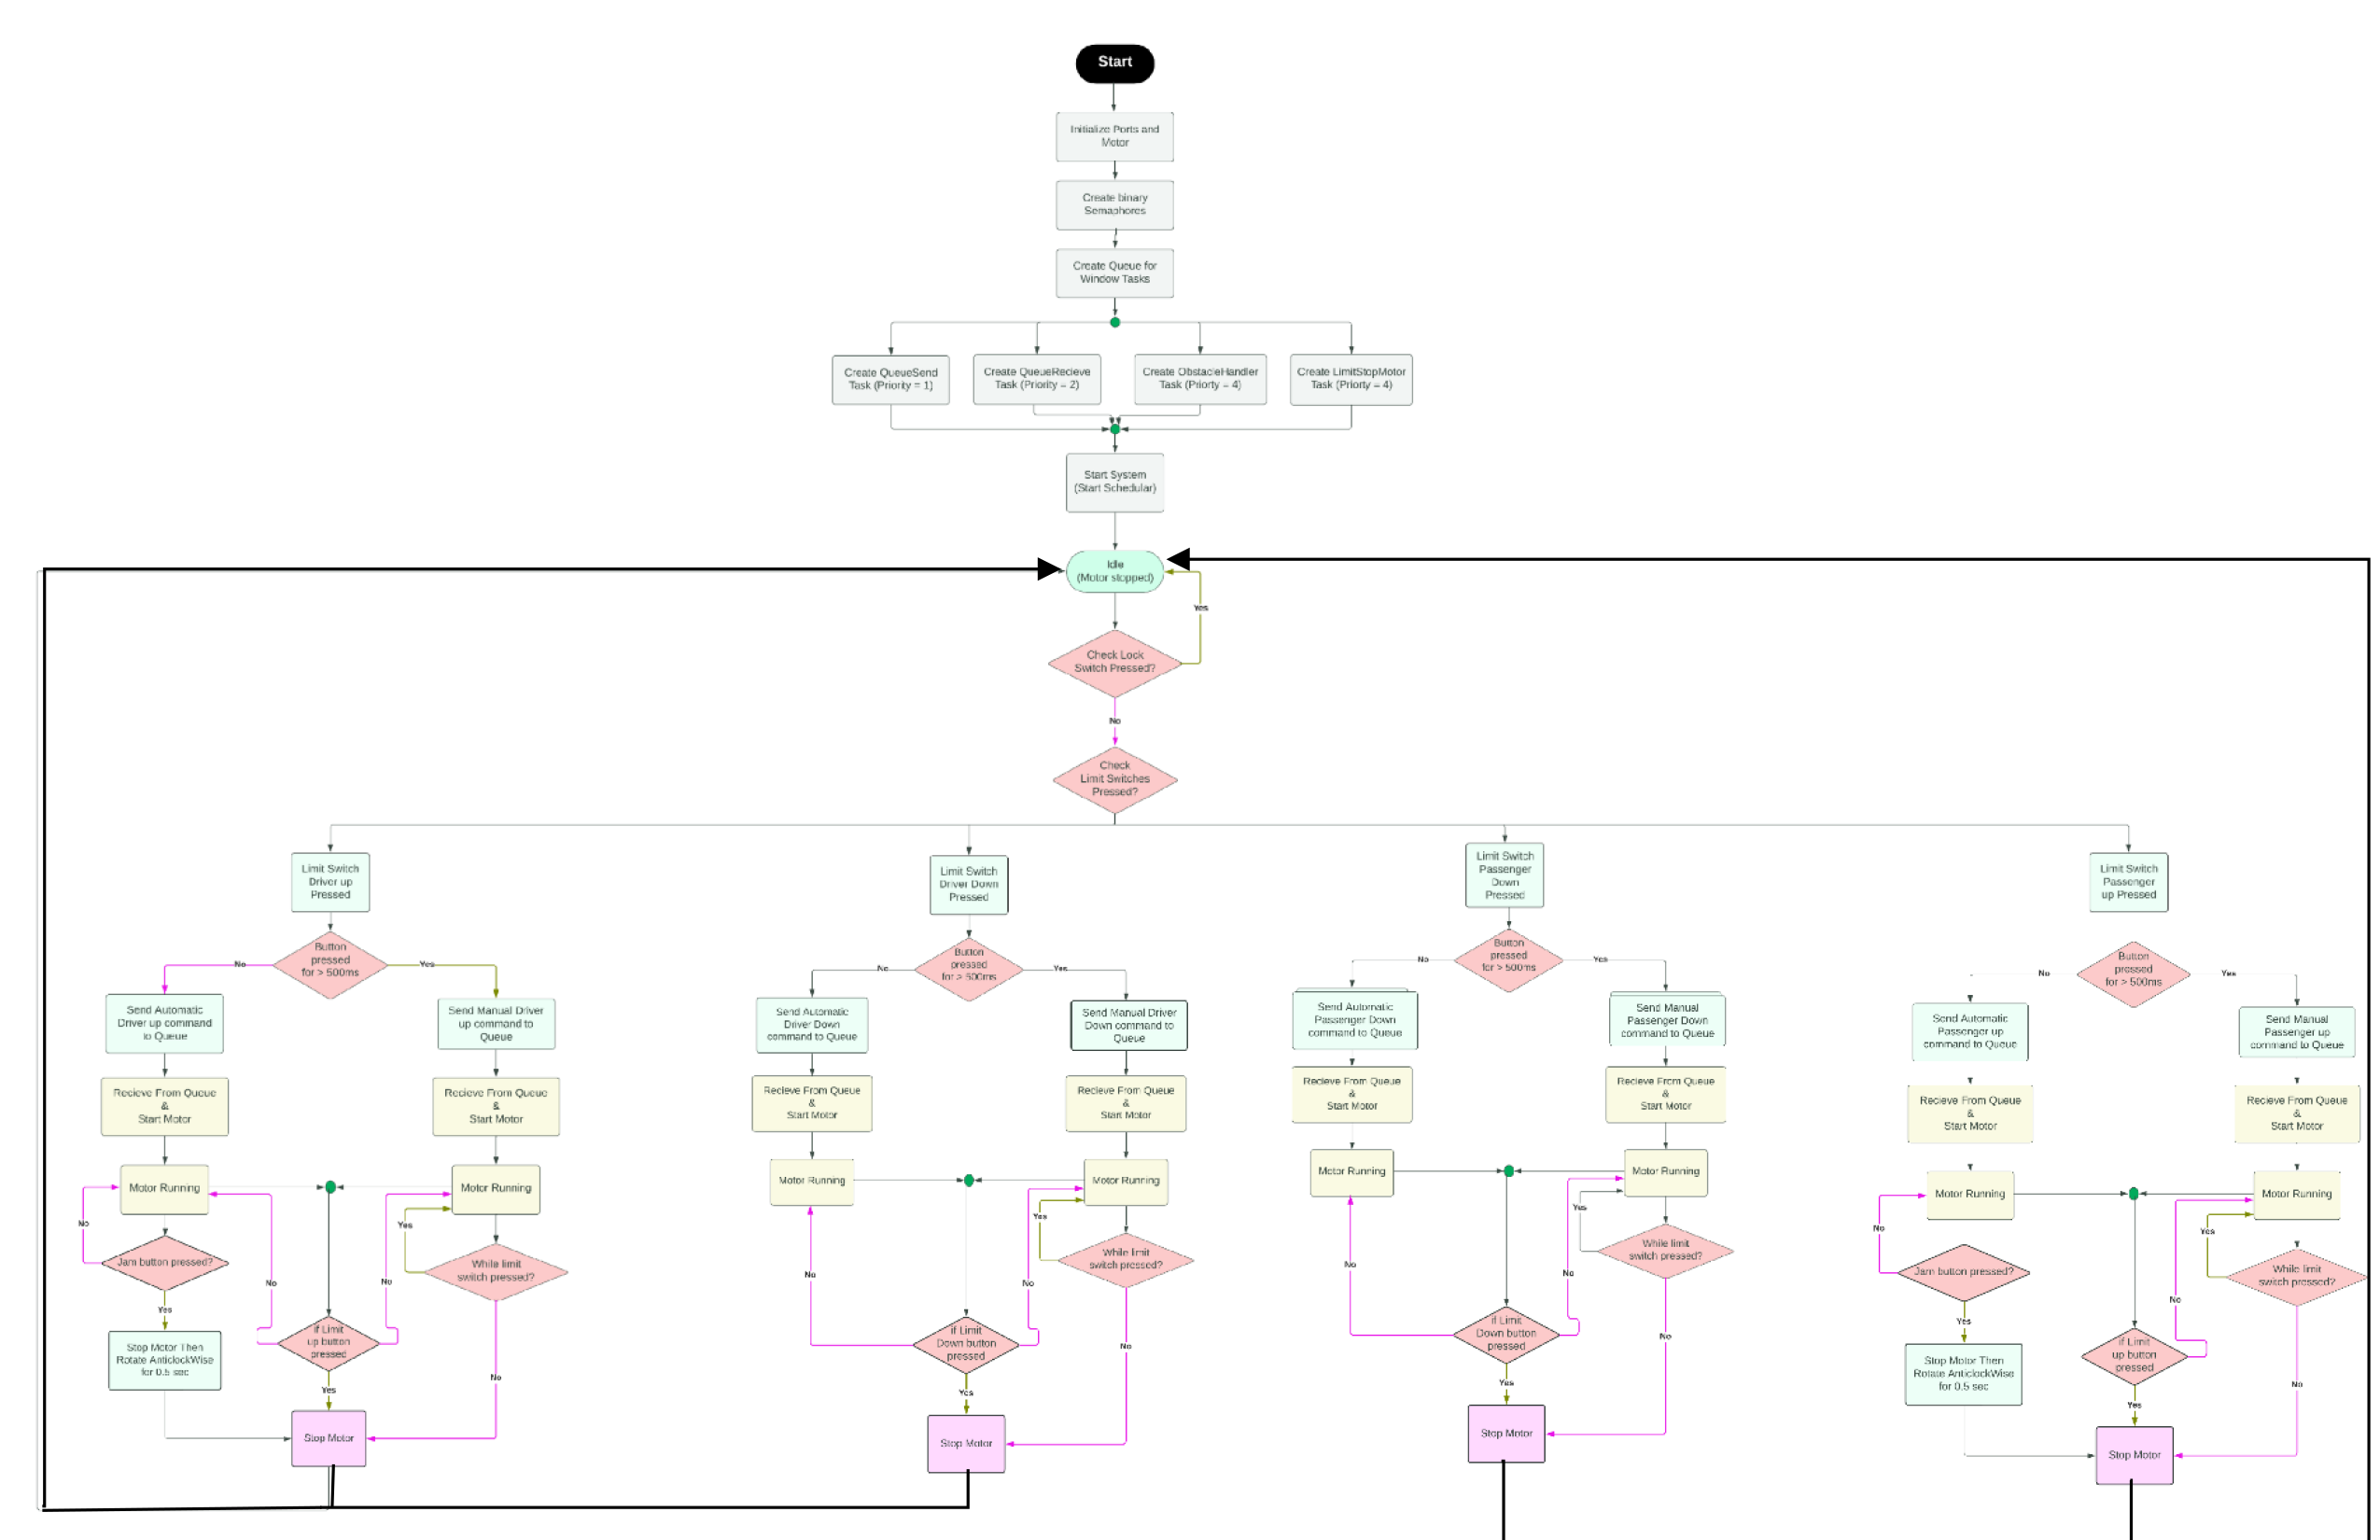 Start
Initialize Ports and
Motor
Create binary
Semaphores
Create Queue for
Window Tasks
Create QueueSend
Task (Priority = 1)
Create QueueRecieve
Task (Priority = 2)
Create ObstacleHandler
Task (Priorty = 4)
Create LimitStopMotor
Task (Priorty = 4)
Start System
(Start Schedular)
Idle
(Motor stopped)
Yes
Check Lock
Switch Pressed?
No
Check
Limit Switches
Pressed?
Limit Switch
Driver up
Pressed
Button
pressed
for > 500ms
No
Yes
Send Automatic
Driver up command
to Queue
Send Manual Driver
up command to
Queue
Recieve From Queue
&
Start Motor
Recieve From Queue
&
Start Motor
Motor Running
Motor Running
No
Yes
Jam button pressed?
While limit
switch pressed?
No
No
Yes
if Limit
up button
pressed
Stop Motor Then
Rotate AnticlockWise
for 0.5 sec
No
Yes
Stop Motor
Limit Switch
Driver Down
Pressed
Button
pressed
for > 500ms
No
Yes
Send Automatic
Driver Down
command to Queue
Send Manual Driver
Down command to
Queue
Recieve From Queue
&
Start Motor
Recieve From Queue
&
Start Motor
Motor Running
Motor Running
Yes
While limit
switch pressed?
No
No
if Limit
Down button
pressed
No
Yes
Stop Motor
Limit Switch
Passenger
Down
Pressed
Button
pressed
for > 500ms
No
Yes
Send Automatic
Passenger Down
command to Queue
Send Manual
Passenger Down
command to Queue
Recieve From Queue
&
Start Motor
Recieve From Queue
&
Start Motor
Motor Running
Motor Running
Yes
While limit
switch pressed?
No
No
if Limit
Down button
pressed
No
Yes
Stop Motor
Limit Switch
Passenger
up Pressed
Button
pressed
for > 500ms
No
Yes
Send Automatic
Passenger up
command to Queue
Send Manual
Passenger up
command to Queue
Recieve From Queue
&
Start Motor
Recieve From Queue
&
Start Motor
Motor Running
Motor Running
No
Yes
Jam button pressed?
While limit
switch pressed?
No
Yes
if Limit
up button
pressed
Stop Motor Then
Rotate AnticlockWise
for 0.5 sec
No
Yes
Stop Motor